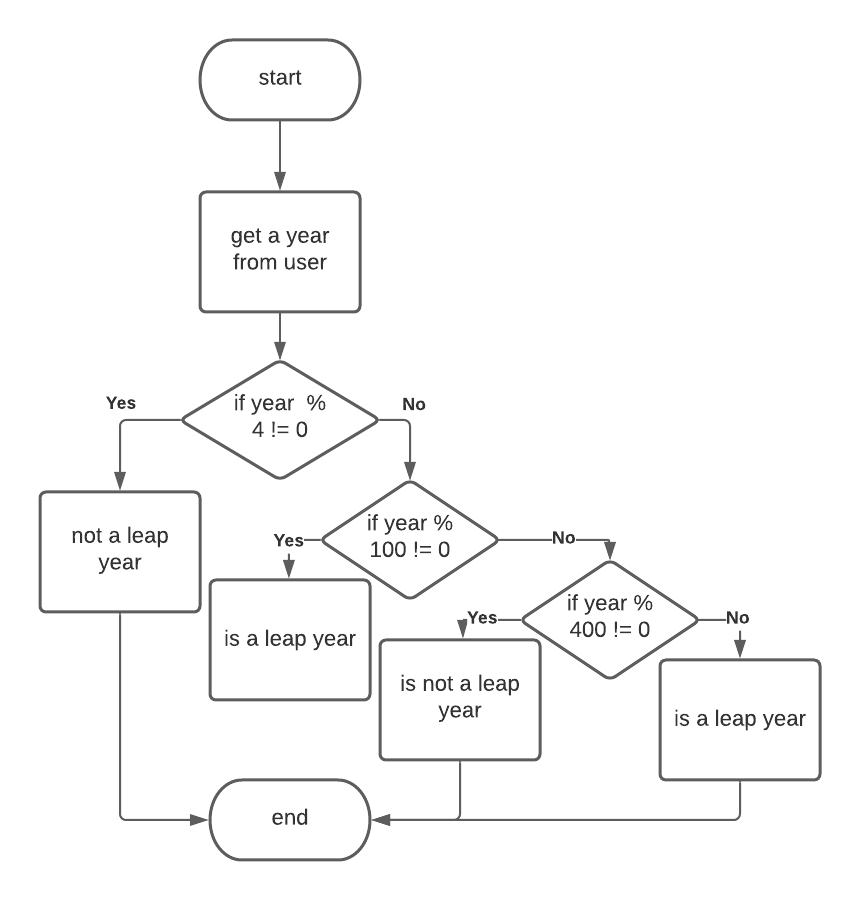 start
get a year
from user
if year %
4 != 0
Yes
No
not a leap
year
if year %
100 != 0
Yes
No
is a leap year
if year %
400 != 0
Yes
No
is not a leap
year
is a leap year
end